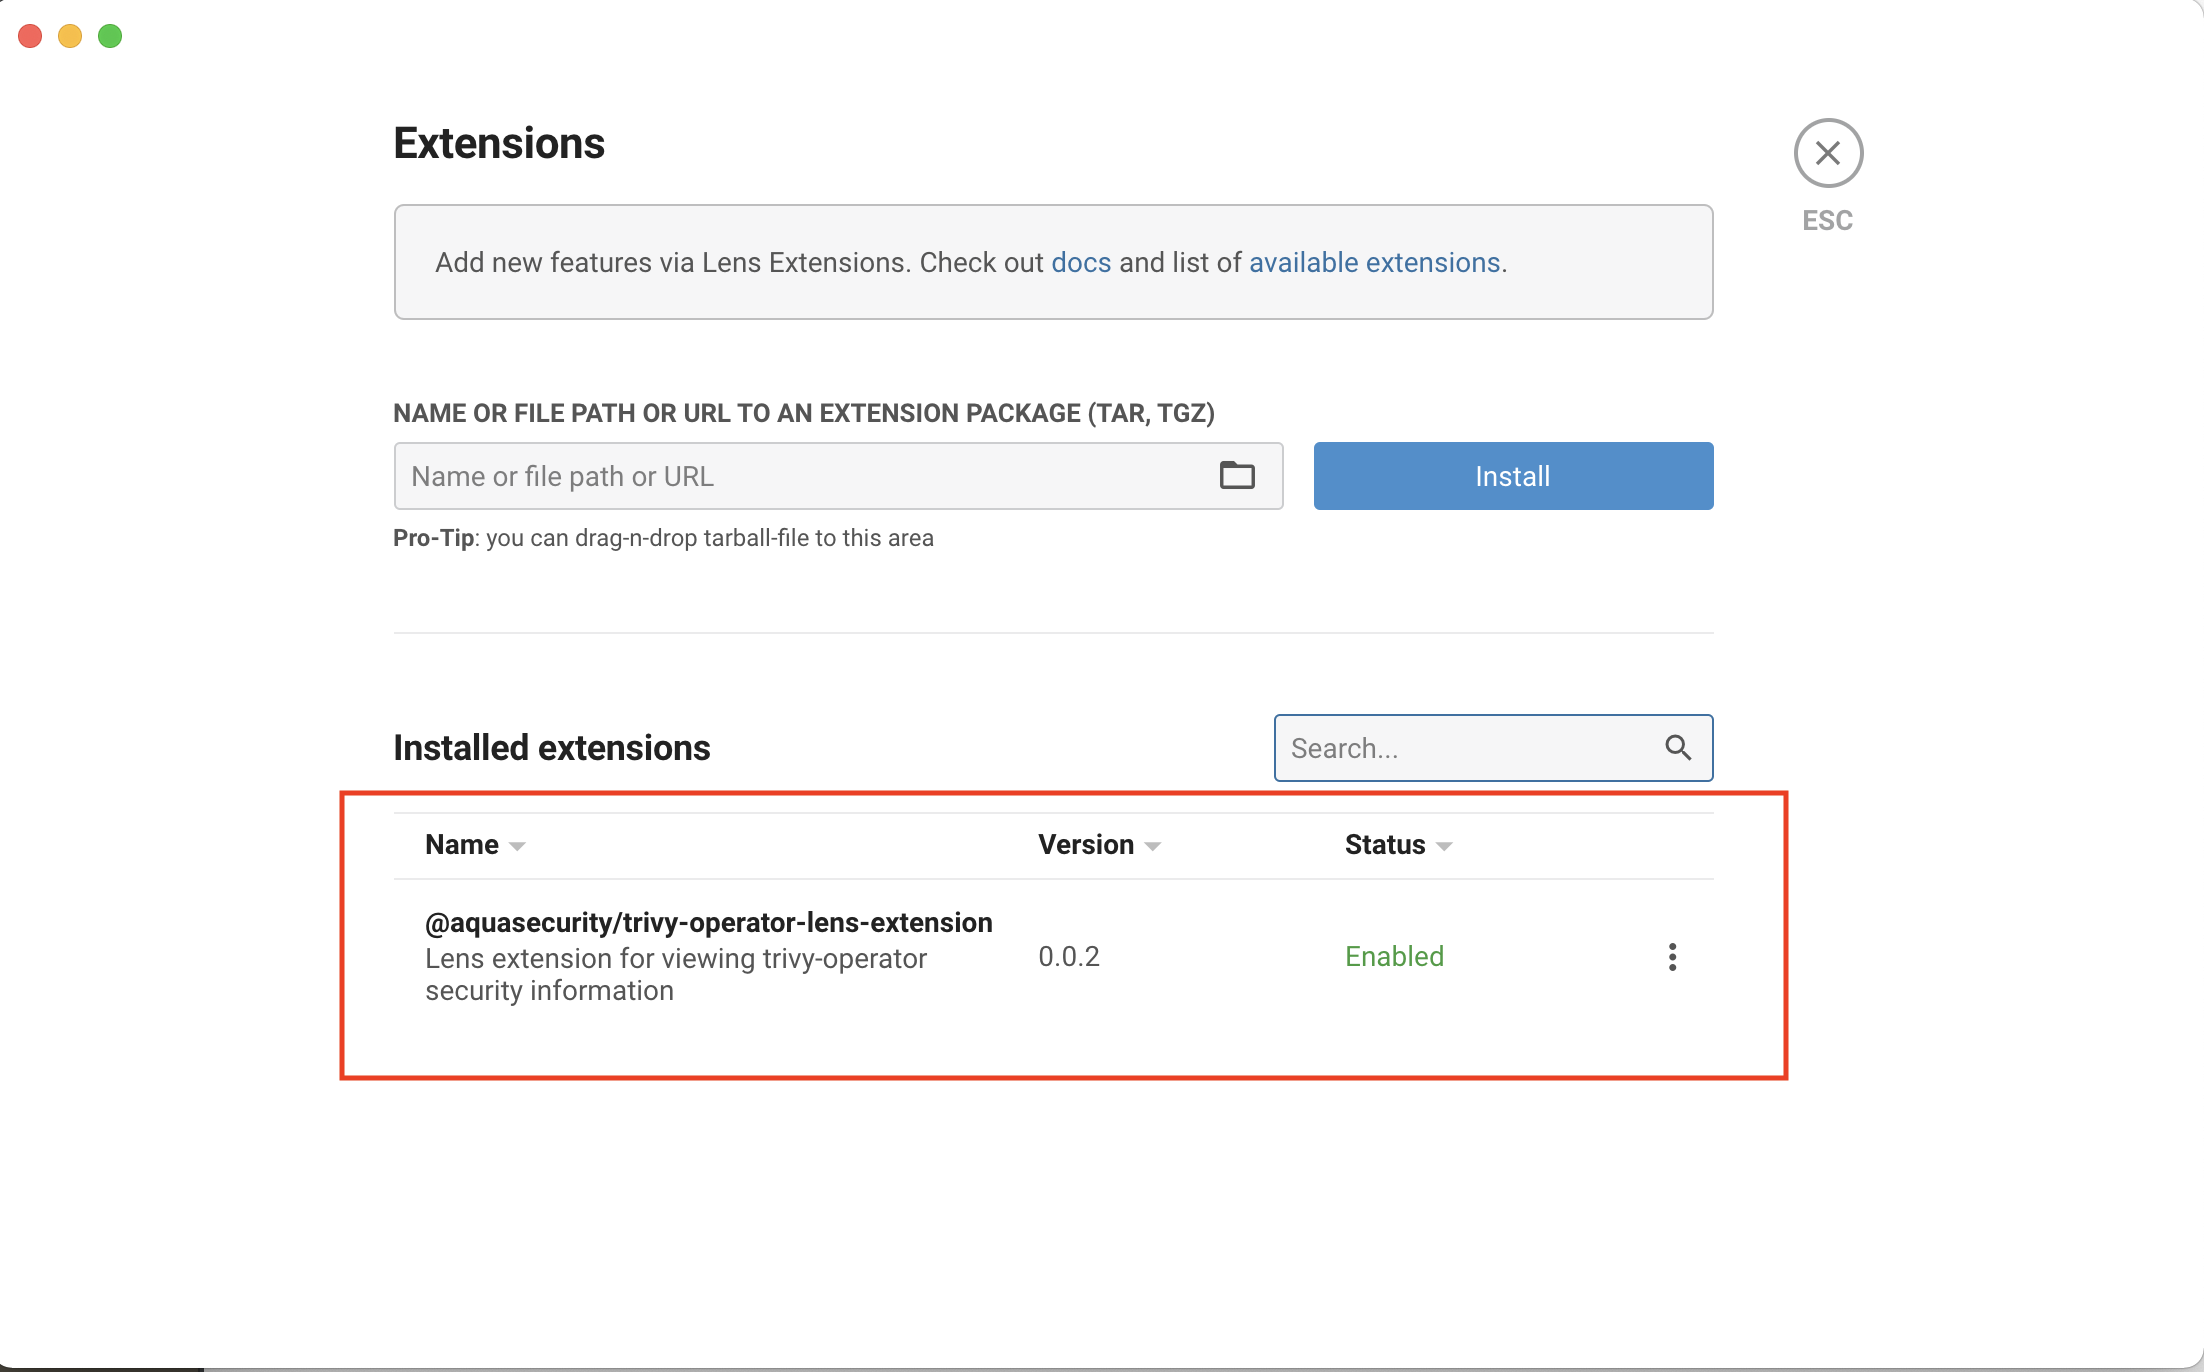 Extensions
ESC
Add new features via Lens Extensions. Check out docs and list of available extensions.
NAME OR FILE PATH OR URL TO AN EXTENSION PACKAGE (TAR, TGZ)
Name or file path or URL
Install
Pro-Tip: you can drag-n-drop tarball-file to this area
Installed extensions
Search...
Name Version Status
@aquasecurity/trivy-operator-lens-extension
Lens extension for viewing trivy-operator
security information
0.0.2
Enabled